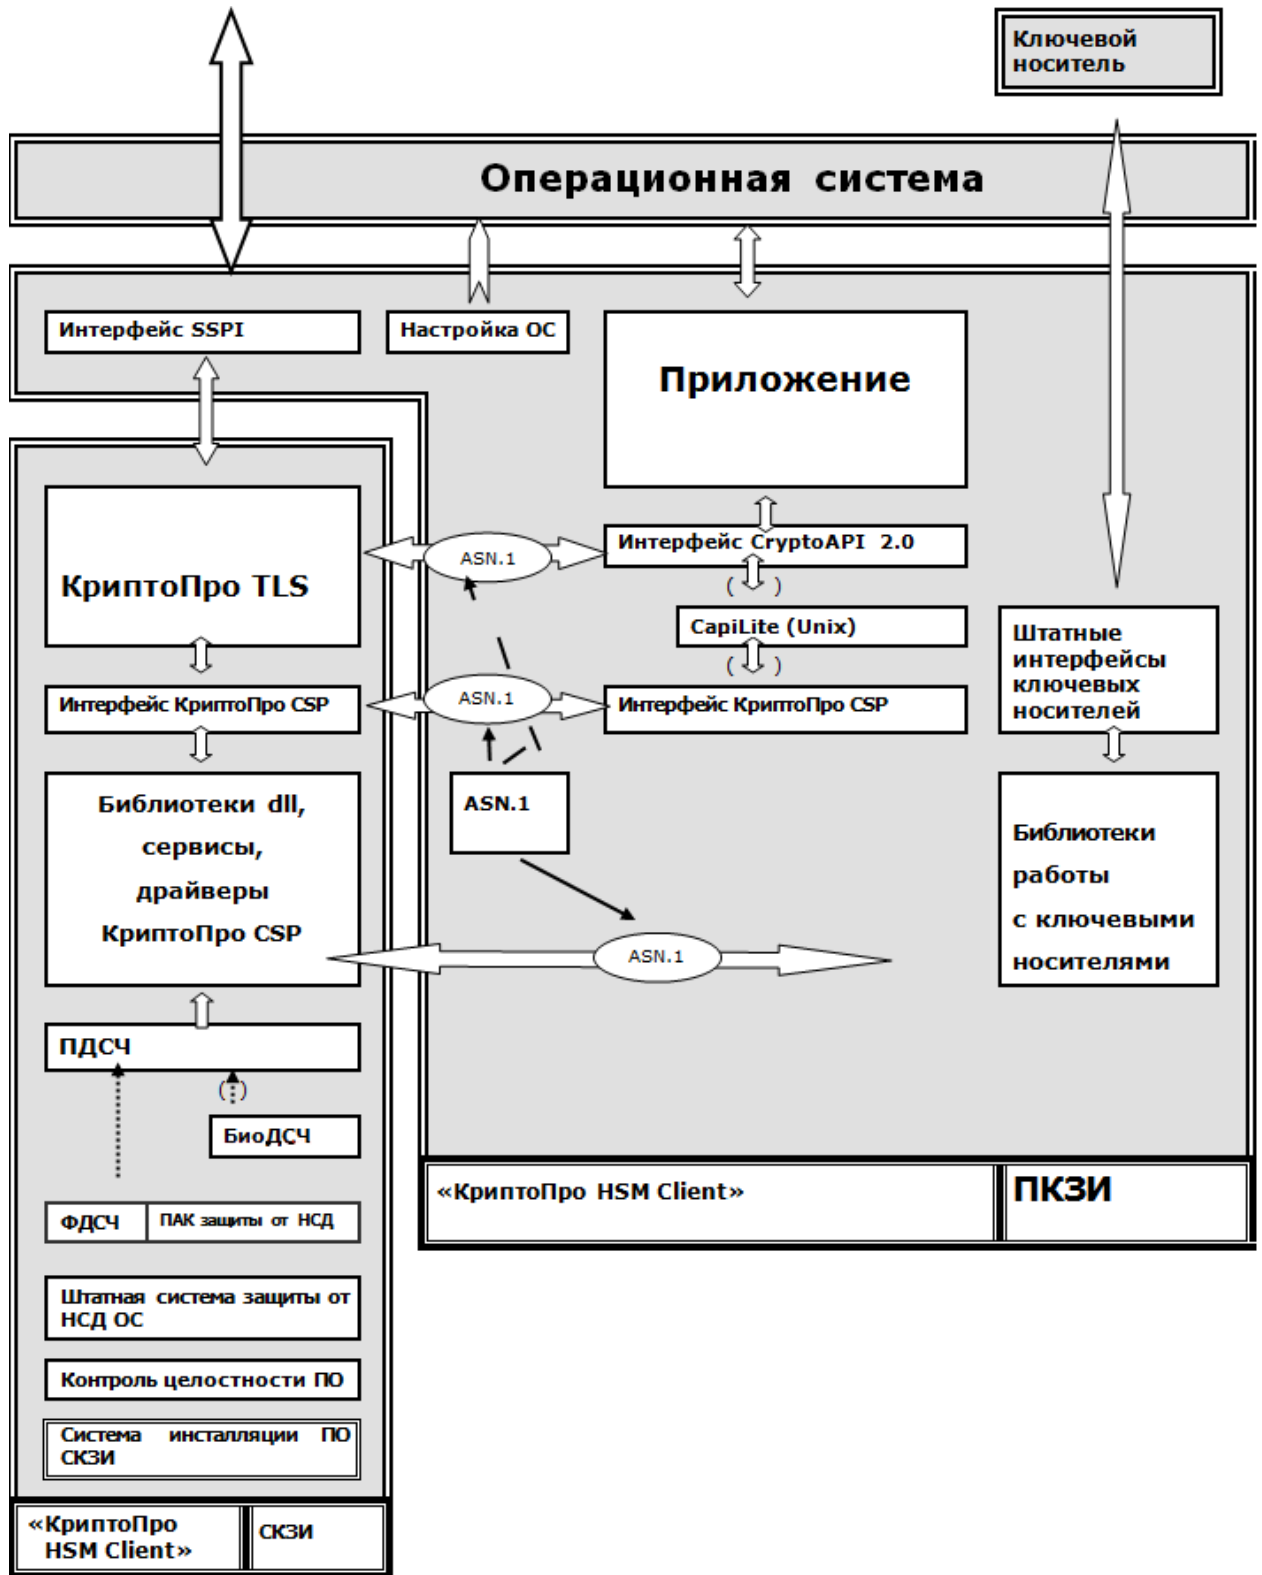 Ключевой
носитель
Операционная система
Интерфейс SSPI
Настройка ОС
Приложение
КриптоПро TLS
ASN.1
Интерфейс CryptoAPI 2.0
( )
CapiLite (Unix)
( )
Интерфейс КриптоПро CSP
ASN.1
Интерфейс КриптоПро CSP
Штатные
интерфейсы
ключевых
носителей
Библиотеки dll,
сервисы,
драйверы
КриптоПро CSP
ASN.1
Библиотеки
работы
с ключевыми
носителями
ASN.1
ПДСЧ
( )
БиоДСЧ
«КриптоПро HSM Client»
ПКЗИ
ФДСЧ
ПАК защиты от НСД
Штатная система защиты от
НСД ОС
Контроль целостности ПО
Система инсталляции ПО
СКЗИ
«КриптоПро
HSM Client»
СКЗИ